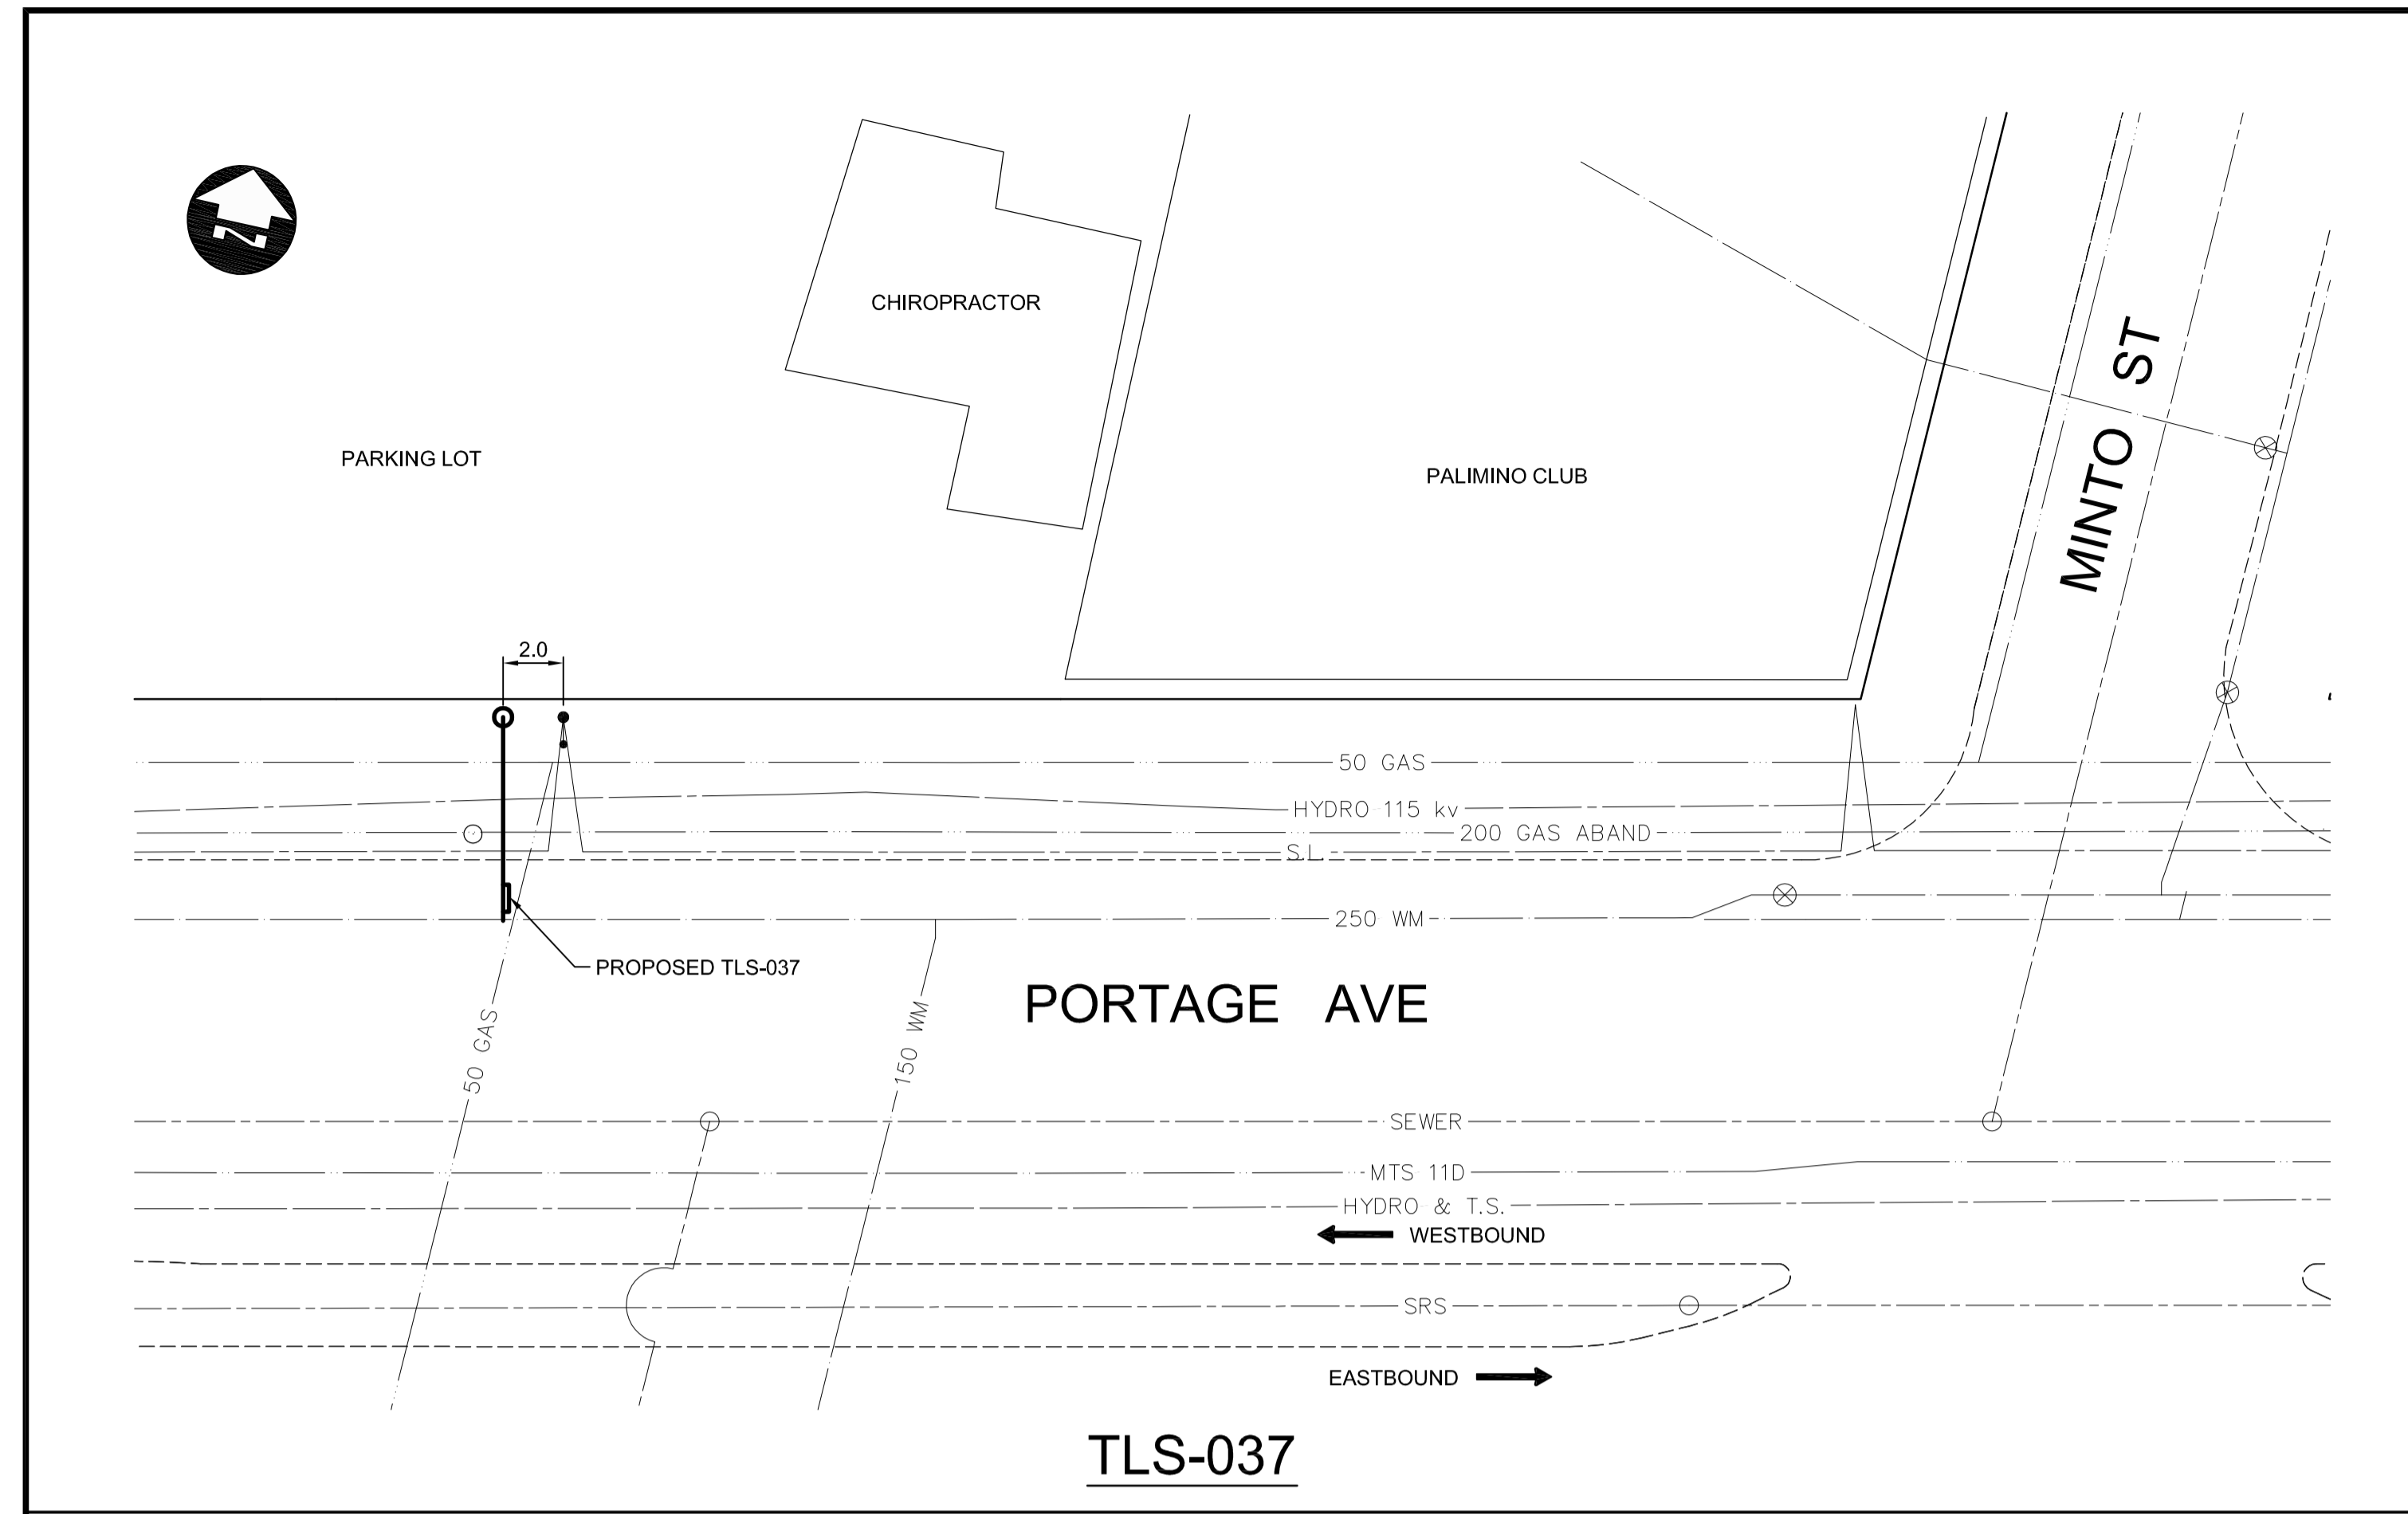 N
CHIROPRACTOR
PARKING LOT
PALIMINO CLUB
MINTO ST
2.0
50 GAS
HYDRO 115 kv
200 GAS ABAND
S.L.
250 WM
PROPOSED TLS-037
PORTAGE AVE
50 GAS
150 WM
SEWER
MTS 11D
HYDRO & T.S.
WESTBOUND
SRS
EASTBOUND
TLS-037